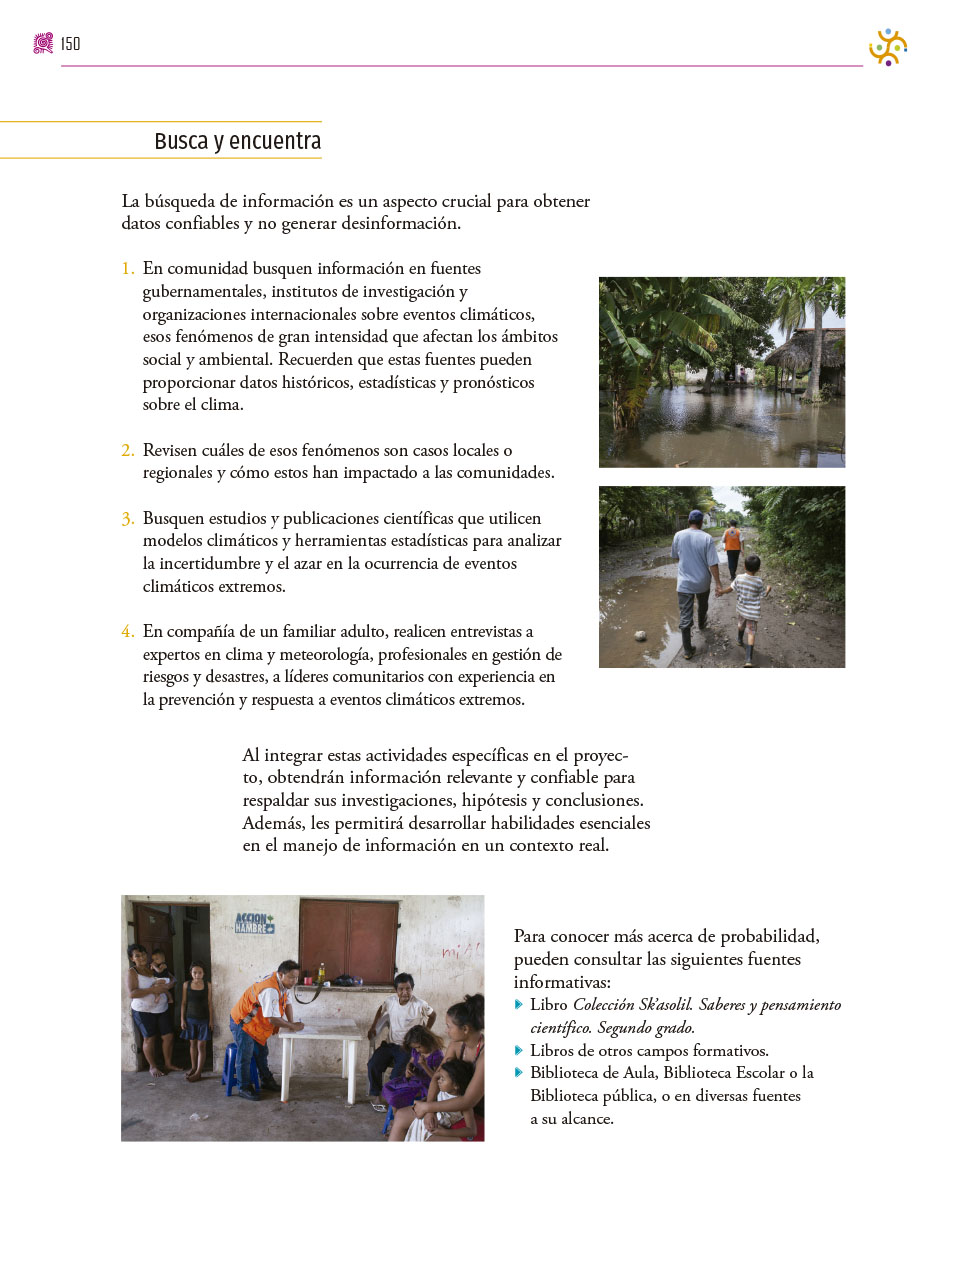 150
Busca y encuentra
La búsqueda de información es un aspecto crucial para obtener
datos confiables y no generar desinformación.
1. En comunidad busquen información en fuentes
gubernamentales, institutos de investigación y
organizaciones internacionales sobre eventos climáticos,
esos fenómenos de gran intensidad que afectan los ámbitos
social y ambiental. Recuerden que estas fuentes pueden
proporcionar datos históricos, estadísticas y pronósticos
sobre el clima.
2. Revisen cuáles de esos fenómenos son casos locales o
regionales y cómo estos han impactado a las comunidades.
3. Busquen estudios y publicaciones científicas que utilicen
modelos climáticos y herramientas estadísticas para analizar
la incertidumbre y el azar en la ocurrencia de eventos
climáticos extremos.
4. En compañía de un familiar adulto, realicen entrevistas a
expertos en clima y meteorología, profesionales en gestión de
riesgos y desastres, a líderes comunitarios con experiencia en
la prevención y respuesta a eventos climáticos extremos.
Al integrar estas actividades específicas en el proyec-
to, obtendrán información relevante y confiable para
respaldar sus investigaciones, hipótesis y conclusiones.
Además, les permitirá desarrollar habilidades esenciales
en el manejo de información en un contexto real.
ACCION
HAMBRE
Para conocer más acerca de probabilidad,
pueden consultar las siguientes fuentes
informativas:
Libro Colección Sk'asolil. Saberes y pensamiento
científico. Segundo grado.
Libros de otros campos formativos.
Biblioteca de Aula, Biblioteca Escolar o la
Biblioteca pública, o en diversas fuentes
a su alcance.